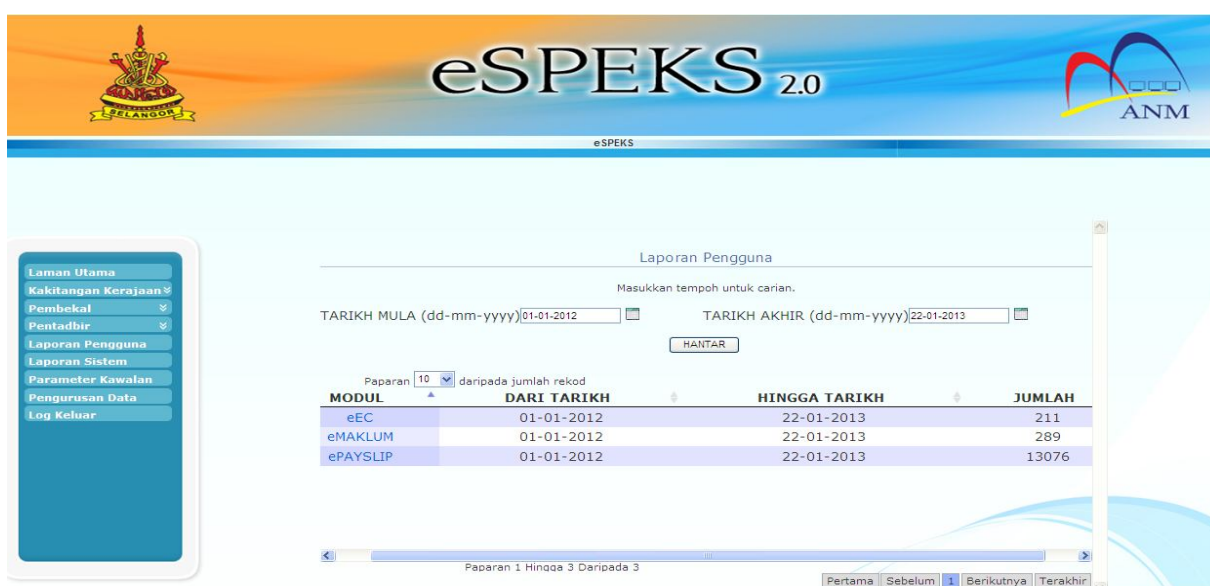 SELANGOR
eSPEKS 2.0
ANM
eSPEKS
Laman Utama
Kakitangan Kerajaan
Pembekal
Pentadbir
Laporan Pengguna
Laporan Sistem
Parameter Kawalan
Pengurusan Data
Log Keluar
Laporan Pengguna
Masukkan tempoh untuk carian.
TARIKH MULA (dd-mm-yyyy) 01-01-2012 TARIKH AKHIR (dd-mm-yyyy) 22-01-2013
HANTAR
Paparan 10 daripada jumlah rekod
MODUL DARI TARIKH HINGGA TARIKH JUMLAH
eEC 01-01-2012 22-01-2013 211
eMAKLUM 01-01-2012 22-01-2013 289
ePAYSLIP 01-01-2012 22-01-2013 13076
Paparan 1 Hingga 3 Daripada 3
Pertama Sebelum 1 Berikutnya Terakhir